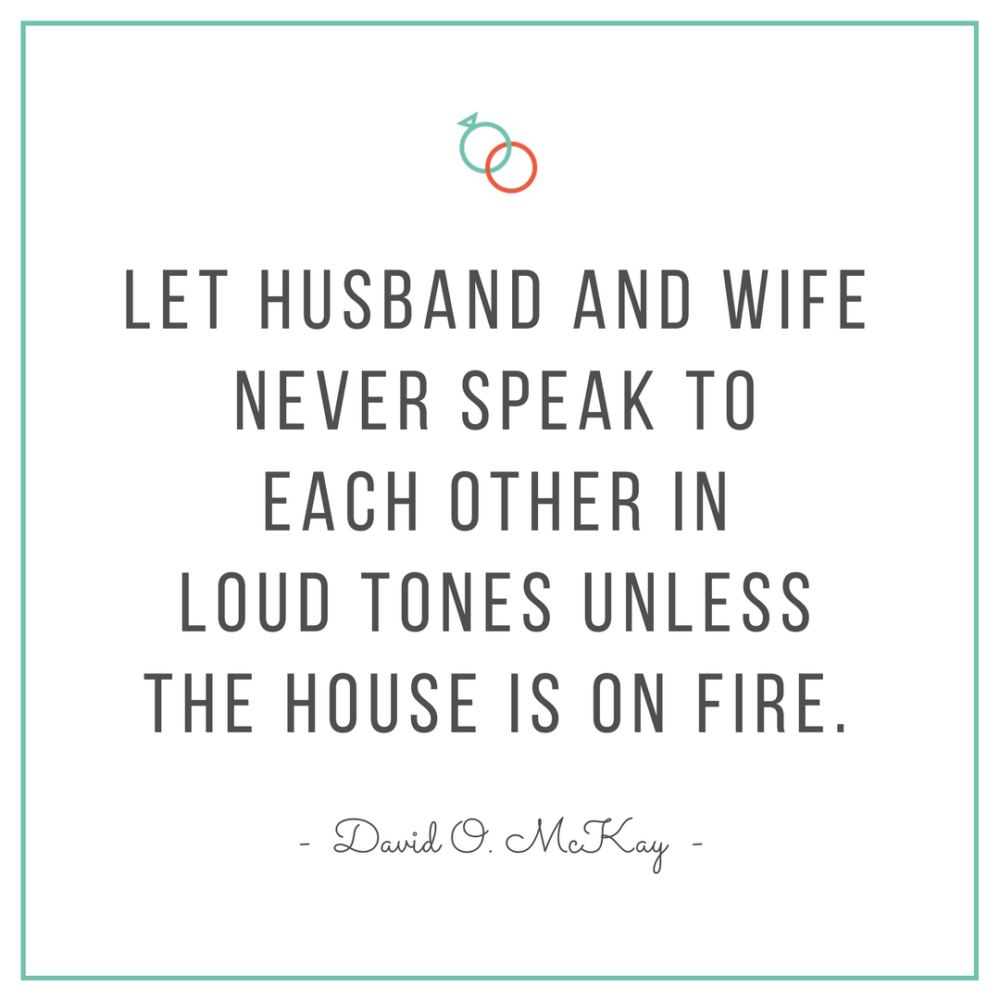 LET HUSBAND AND WIFE
NEVER SPEAK TO
EACH OTHER IN
LOUD TONES UNLESS
THE HOUSE IS ON FIRE.
- David O. McKay -